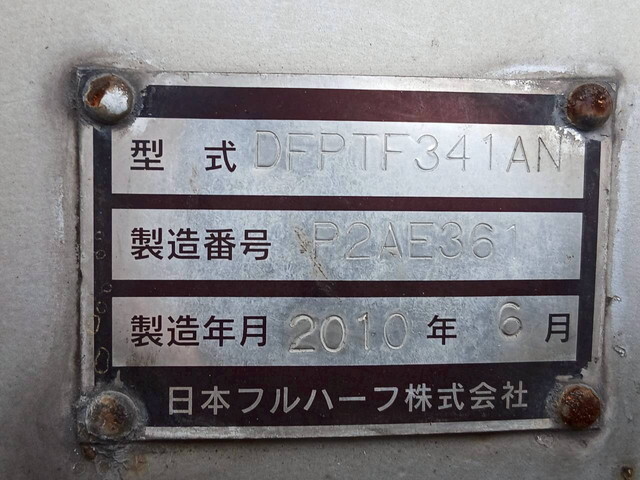 型 式 DFPTF341AN
製造番号 P2AE361
製造年月 2010 年 6 月
日本フルハーフ株式会社